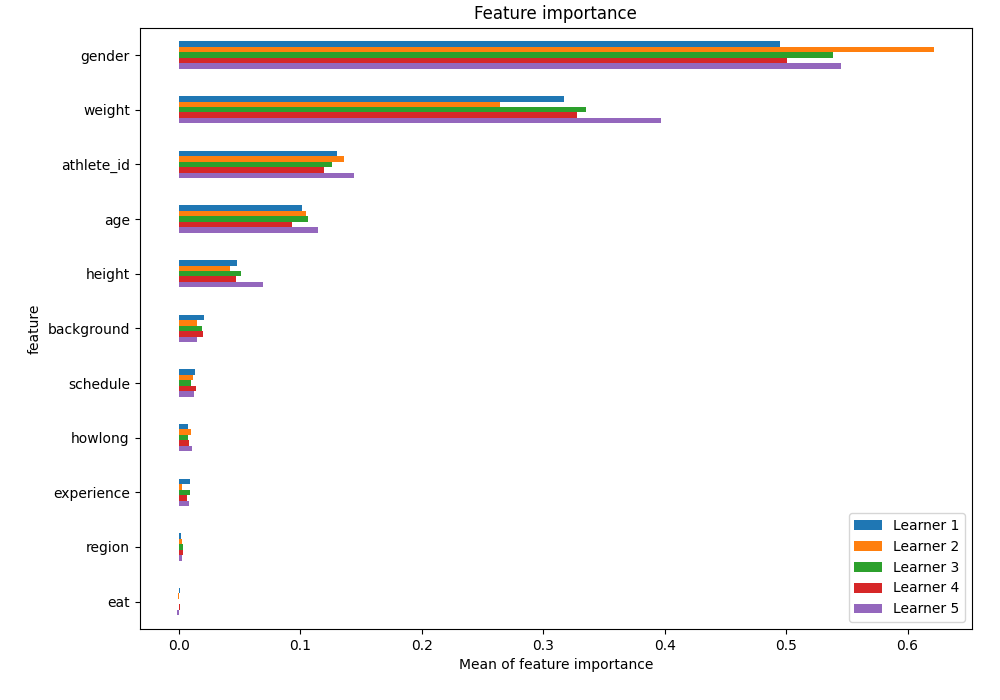 Feature importance
gender
weight
athlete_id
age
height
background
schedule
howlong
experience
region
eat
feature
Learner 1
Learner 2
Learner 3
Learner 4
Learner 5
0.0 0.1 0.2 0.3 0.4 0.5 0.6
Mean of feature importance